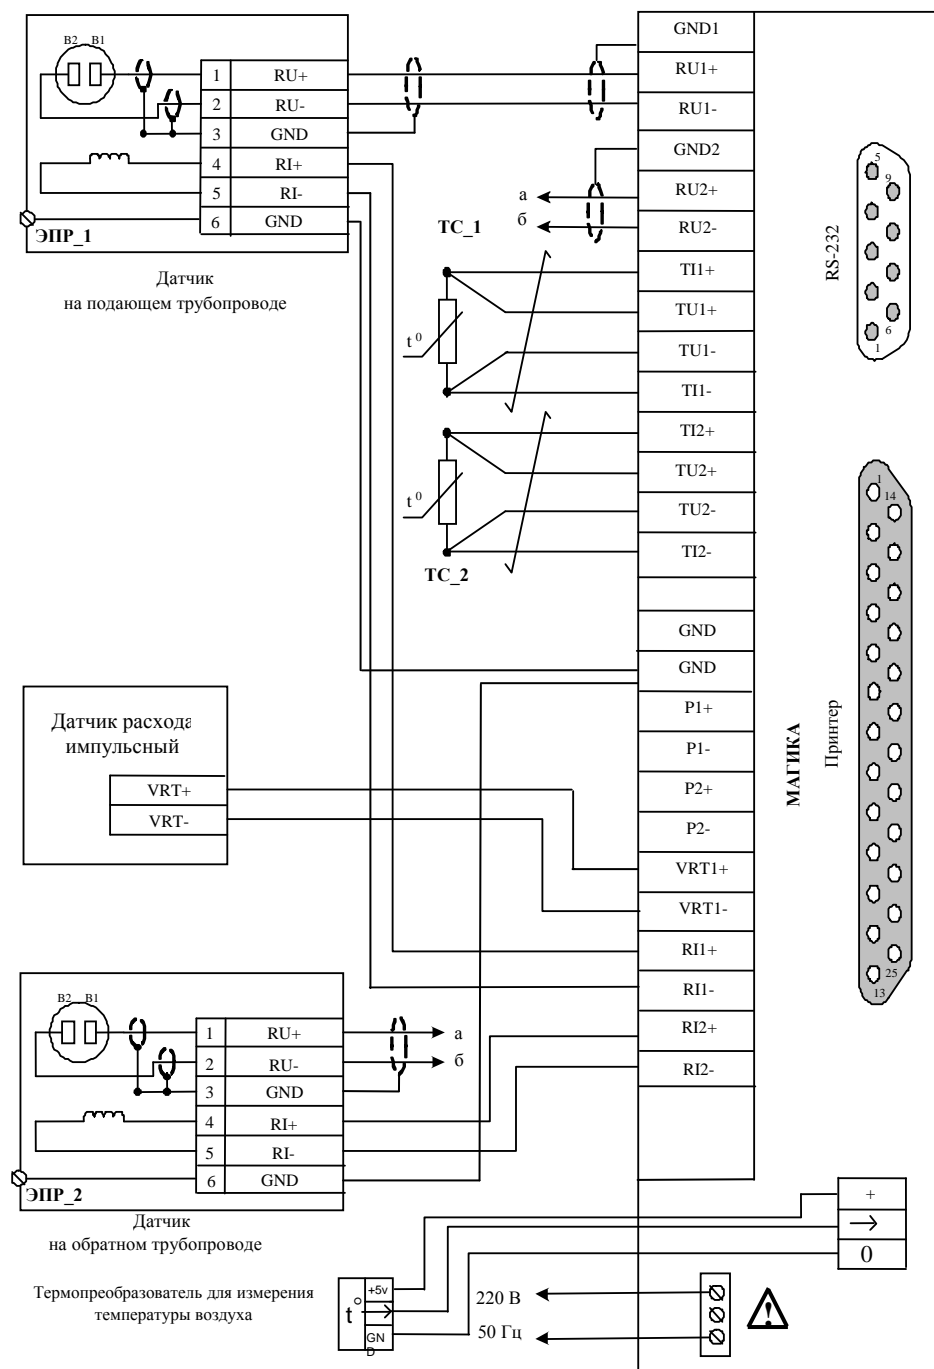 B2 B1
1 RU+
2 RU-
3 GND
4 RI+
5 RI-
6 GND
ЭПР_1
Датчик
на подающем трубопроводе
GND1
RU1+
RU1-
GND2
RU2+
RU2-
TI1+
TU1+
TU1-
TI1-
TI2+
TU2+
TU2-
TI2-
GND
GND
P1+
P1-
P2+
P2-
VRT1+
VRT1-
RI1+
RI1-
RI2+
RI2-
а
б
ТС_1
t 0
t 0
ТС_2
RS-232
5
9
6
1
МАГИКА
Принтер
1
14
25
13
Датчик расхода
импульсный
VRT+
VRT-
B2 B1
1 RU+
2 RU-
3 GND
4 RI+
5 RI-
6 GND
а
б
ЭПР_2
Датчик
на обратном трубопроводе
Термопреобразователь для измерения
температуры воздуха
t°
+5v
GN
D
220 В
50 Гц
+
0
!